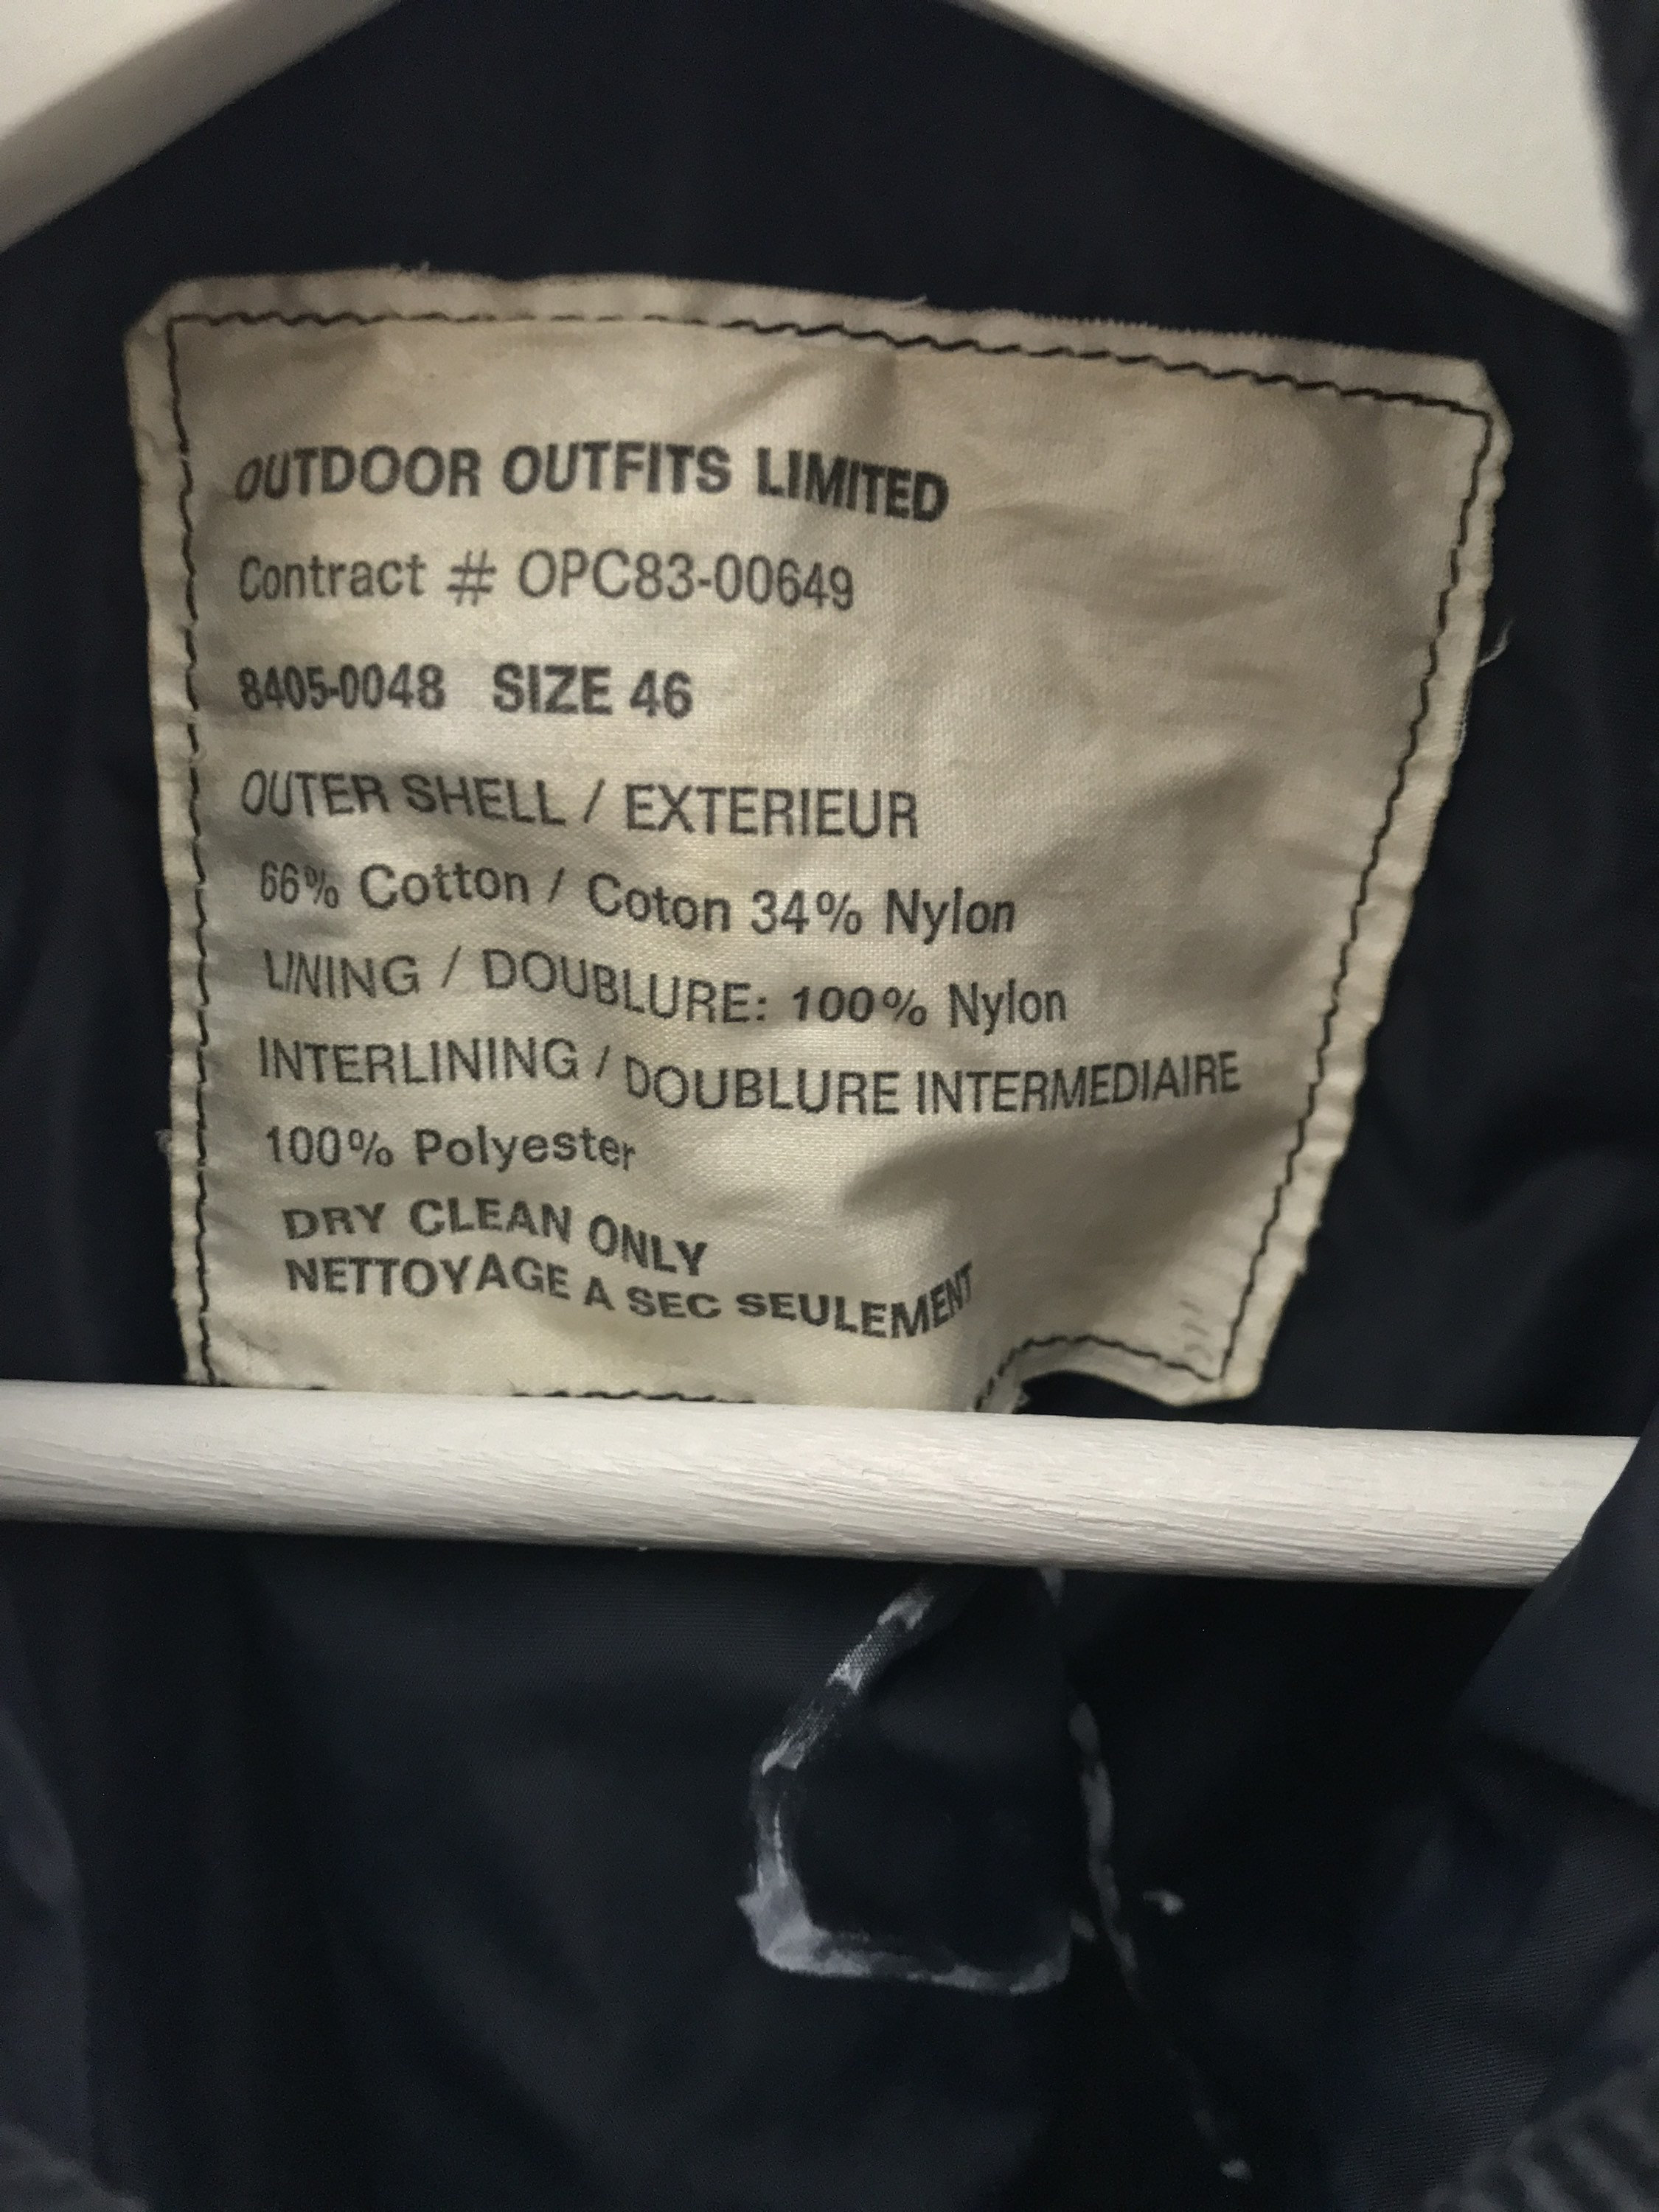 OUTDOOR OUTFITS LIMITED
Contract # OPC83-00649
8405-0048 SIZE 46
OUTER SHELL / EXTERIEUR
66% Cotton / Coton 34% Nylon
LINING / DOUBLURE: 100% Nylon
INTERLINING / DOUBLURE INTERMEDIAIRE
100% Polyester
DRY CLEAN ONLY
NETTOYAGE A SEC SEULEMENT